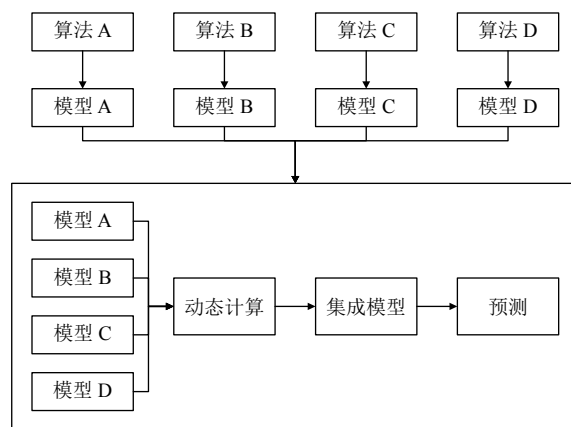 算法 A
算法 B
算法 C
算法 D
模型 A
模型 B
模型 C
模型 D
模型 A
模型 B
模型 C
模型 D
动态计算
集成模型
预测